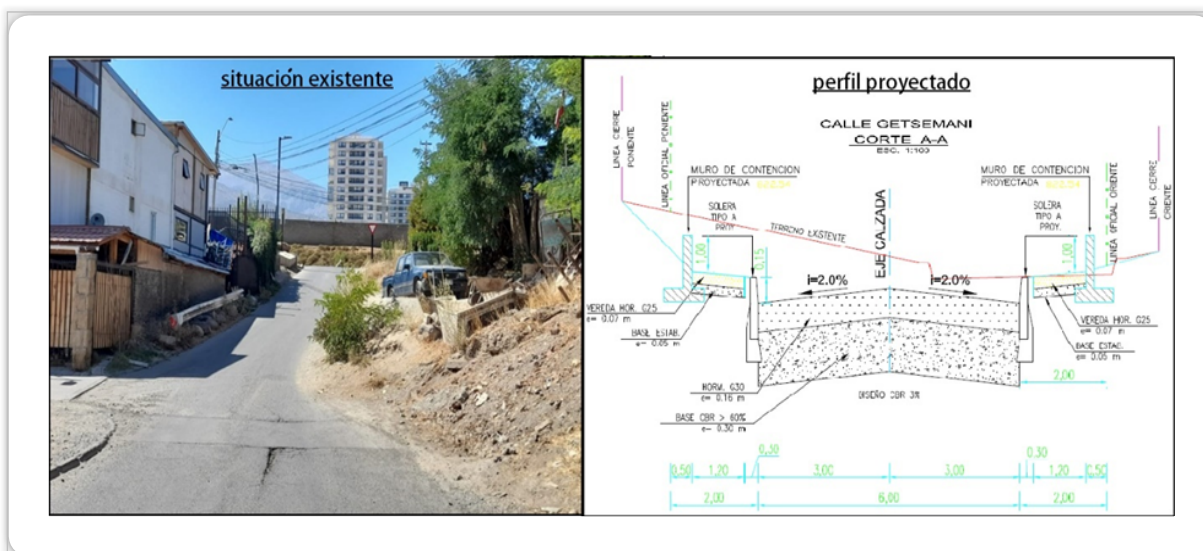 situación existente
perfil proyectado
CALLE GETSEMANI
CORTE A-A
ESC. 1:100
LINEA CIERRE
PONIENTE
LINEA OFICIAL PONIENTE
MURO DE CONTENCION
PROYECTADA
SOLERA
TIPO A
PROY.
EJE CALZADA
TERRENO EXISTENTE
MURO DE CONTENCION
PROYECTADA
SOLERA
TIPO A
PROY.
LINEA OFICIAL ORIENTE
LINEA CIERRE
ORIENTE
1,00
0,15
1,00
i=2.0%
i=2.0%
VEREDA HOR. G25
e= 0.07 m
BASE ESTAB.
e= 0.05 m
VEREDA HOR. G25
e= 0.07 m
BASE ESTAB.
e= 0.05 m
HORM. G30
e= 0.16 m
BASE CBR > 60%
e= 0.30 m
DISEÑO CBR 3%
2,00
0,30
0,30
0,50
1,20
3,00
3,00
1,20
0,50
2,00
6,00
2,00